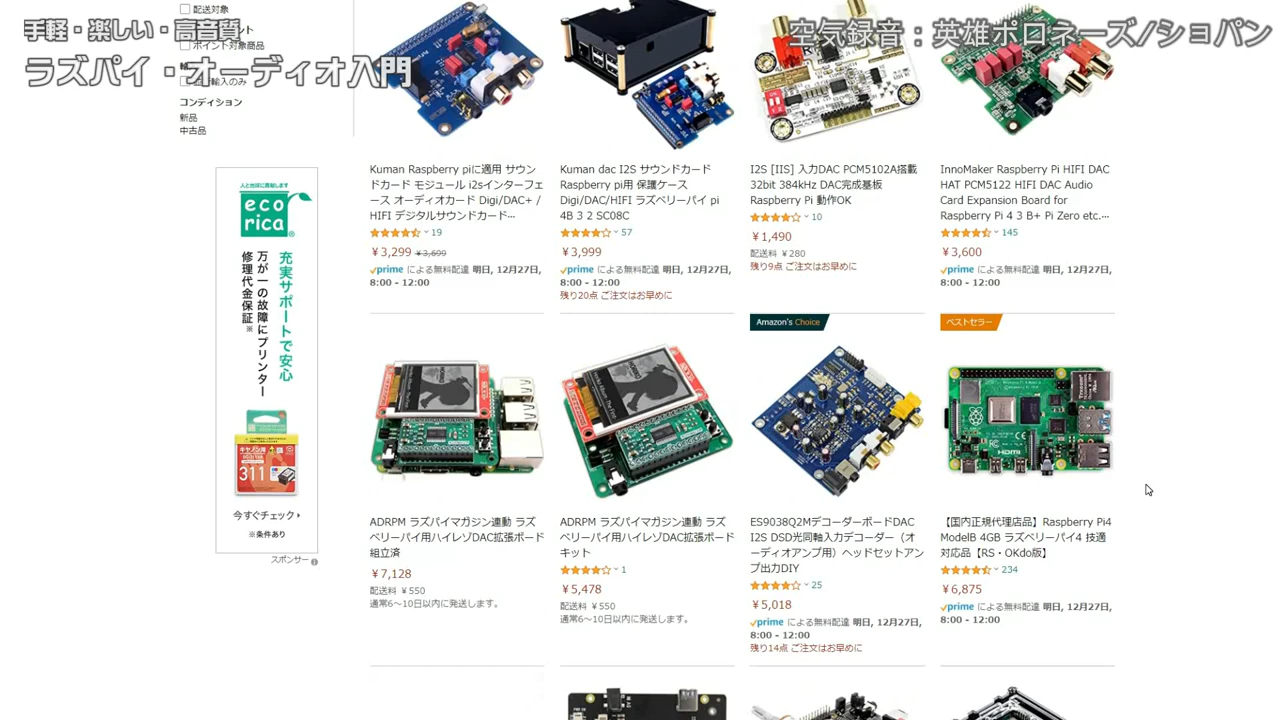 配送対象
手軽・楽しい・高音質
ポイント対象商品
ラズパイ・オーディオ入門
空気録音：英雄ポロネーズ/ショパン
コンディション
新品
中古品
人と地球に貢献します
eco
rica
充実サポートで安心
万が一の故障にプリンター
修理代金保証※
キヤノン用
311
今すぐチェック
※条件あり
スポンサー
Kuman Raspberry piに適用 サウン
ドカード モジュール i2sインターフェ
ース オーディオカード Digi/DAC+ /
HIFI デジタルサウンドカード…
19
￥3,299 ￥3,699
prime による無料配達 明日, 12月27日,
8:00 - 12:00
Kuman dac I2S サウンドカード
Raspberry pi用 保護ケース
Digi/DAC/HIFI ラズベリーパイ pi
4B 3 2 SC08C
57
￥3,999
prime による無料配達 明日, 12月27日,
8:00 - 12:00
残り20点 ご注文はお早めに
I2S [IIS] 入力DAC PCM5102A搭載
32bit 384kHz DAC完成基板
Raspberry Pi 動作OK
10
￥1,490
配送料 ￥280
残り9点 ご注文はお早めに
InnoMaker Raspberry Pi HIFI DAC
HAT PCM5122 HIFI DAC Audio
Card Expansion Board for
Raspberry Pi 4 3 B+ Pi Zero etc.…
145
￥3,600
prime による無料配達 明日, 12月27日,
8:00 - 12:00
Amazon's Choice
ベストセラー
HDMI
ADRPM ラズパイマガジン連動 ラズ
ベリーパイ用ハイレゾDAC拡張ボード
組立済
￥7,128
配送料 ￥550
通常6～10日以内に発送します。
ADRPM ラズパイマガジン連動 ラズ
ベリーパイ用ハイレゾDAC拡張ボード
キット
1
￥5,478
配送料 ￥550
通常6～10日以内に発送します。
ES9038Q2MデコーダーボードDAC
I2S DSD光同軸入力デコーダー（オ
ーディオアンプ用）ヘッドセットアン
プ出力DIY
25
￥5,018
prime による無料配達 明日, 12月27日,
8:00 - 12:00
残り14点 ご注文はお早めに
【国内正規代理店品】Raspberry Pi4
ModelB 4GB ラズベリーパイ4 技適
対応品【RS・OKdo版】
234
￥6,875
prime による無料配達 明日, 12月27日,
8:00 - 12:00